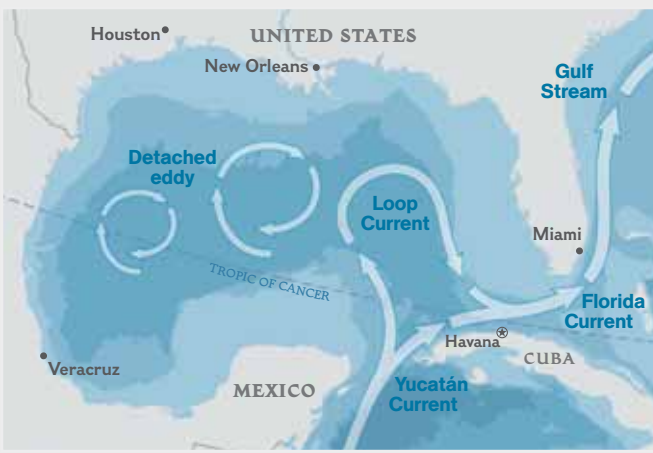 Houston
UNITED STATES
New Orleans
Gulf
Stream
Detached
eddy
Loop
Current
Miami
TROPIC OF CANCER
Florida
Current
Havana
CUBA
Veracruz
MEXICO
Yucatán
Current